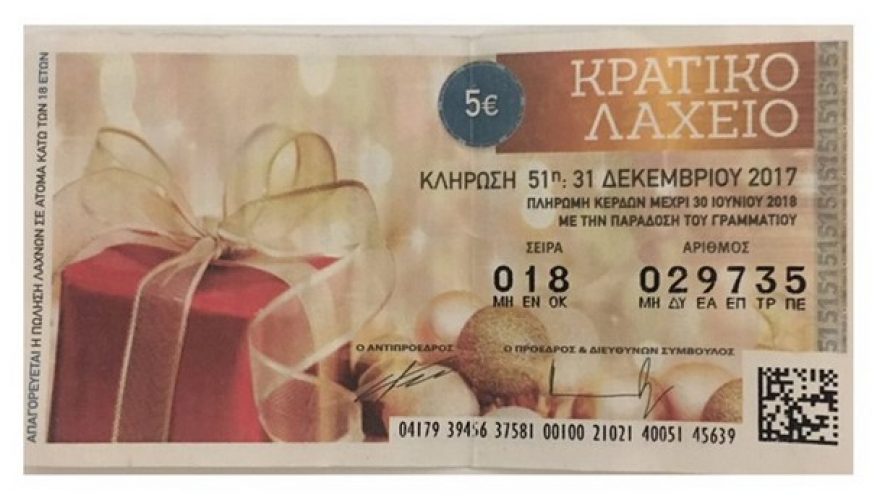 ΑΠΑΓΟΡΕΥΕΤΑΙ Η ΠΩΛΗΣΗ ΛΑΧΝΩΝ ΣΕ ΑΤΟΜΑ ΚΑΤΩ ΤΩΝ 18 ΕΤΩΝ
5€
ΚΡΑΤΙΚΟ
ΛΑΧΕΙΟ
ΚΛΗΡΩΣΗ 51η: 31 ΔΕΚΕΜΒΡΙΟΥ 2017
ΠΛΗΡΩΜΗ ΚΕΡΔΩΝ ΜΕΧΡΙ 30 ΙΟΥΝΙΟΥ 2018
ΜΕ ΤΗΝ ΠΑΡΑΔΟΣΗ ΤΟΥ ΓΡΑΜΜΑΤΙΟΥ
ΣΕΙΡΑ ΑΡΙΘΜΟΣ
018 029735
ΜΗ ΕΝ ΟΚ ΜΗ ΔΥ ΕΑ ΕΠ ΤΡ ΠΕ
Ο ΑΝΤΙΠΡΟΕΔΡΟΣ Ο ΠΡΟΕΔΡΟΣ & ΔΙΕΥΘΥΝΩΝ ΣΥΜΒΟΥΛΟΣ
04179 39456 37581 00100 21021 40051 45639